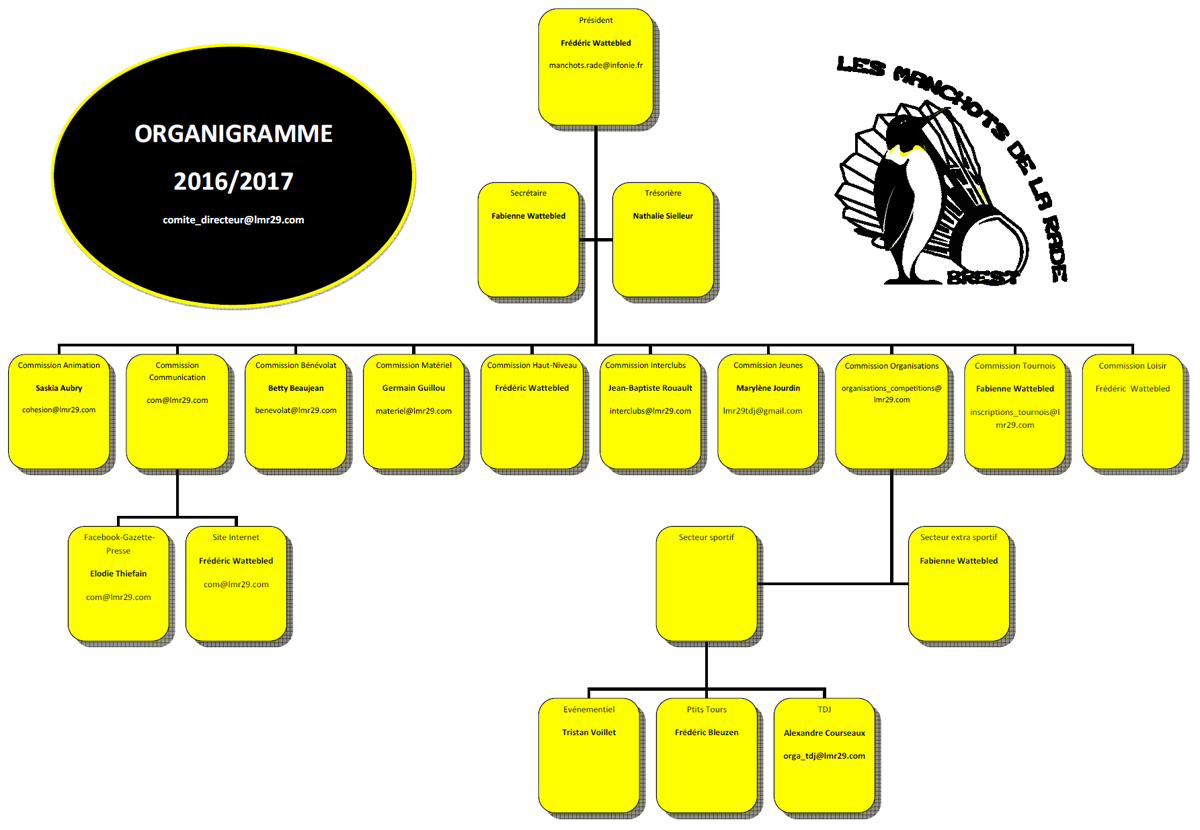 Président
Frédéric Wattebled
manchots.rade@infonie.fr
ORGANIGRAMME
2016/2017
comite_directeur@lmr29.com
LES MANCHOTS DE LA RADE
BREST
Secrétaire
Fabienne Wattebled
Trésorière
Nathalie Sielleur
Commission Animation
Saskia Aubry
cohesion@lmr29.com
Commission
Communication
com@lmr29.com
Commission Bénévolat
Betty Beaujean
benevolat@lmr29.com
Commission Matériel
Germain Guillou
materiel@lmr29.com
Commission Haut-Niveau
Frédéric Wattebled
Commission Interclubs
Jean-Baptiste Rouault
interclubs@lmr29.com
Commission Jeunes
Marylène Jourdin
lmr29tdj@gmail.com
Commission Organisations
organisations_competitions@
lmr29.com
Commission Tournois
Fabienne Wattebled
inscriptions_tournois@l
mr29.com
Commission Loisir
Frédéric Wattebled
Facebook-Gazette-
Presse
Elodie Thiefain
com@lmr29.com
Site Internet
Frédéric Wattebled
com@lmr29.com
Secteur sportif
Secteur extra sportif
Fabienne Wattebled
Evénementiel
Tristan Voillet
Ptits Tours
Frédéric Bleuzen
TDJ
Alexandre Courseaux
orga_tdj@lmr29.com